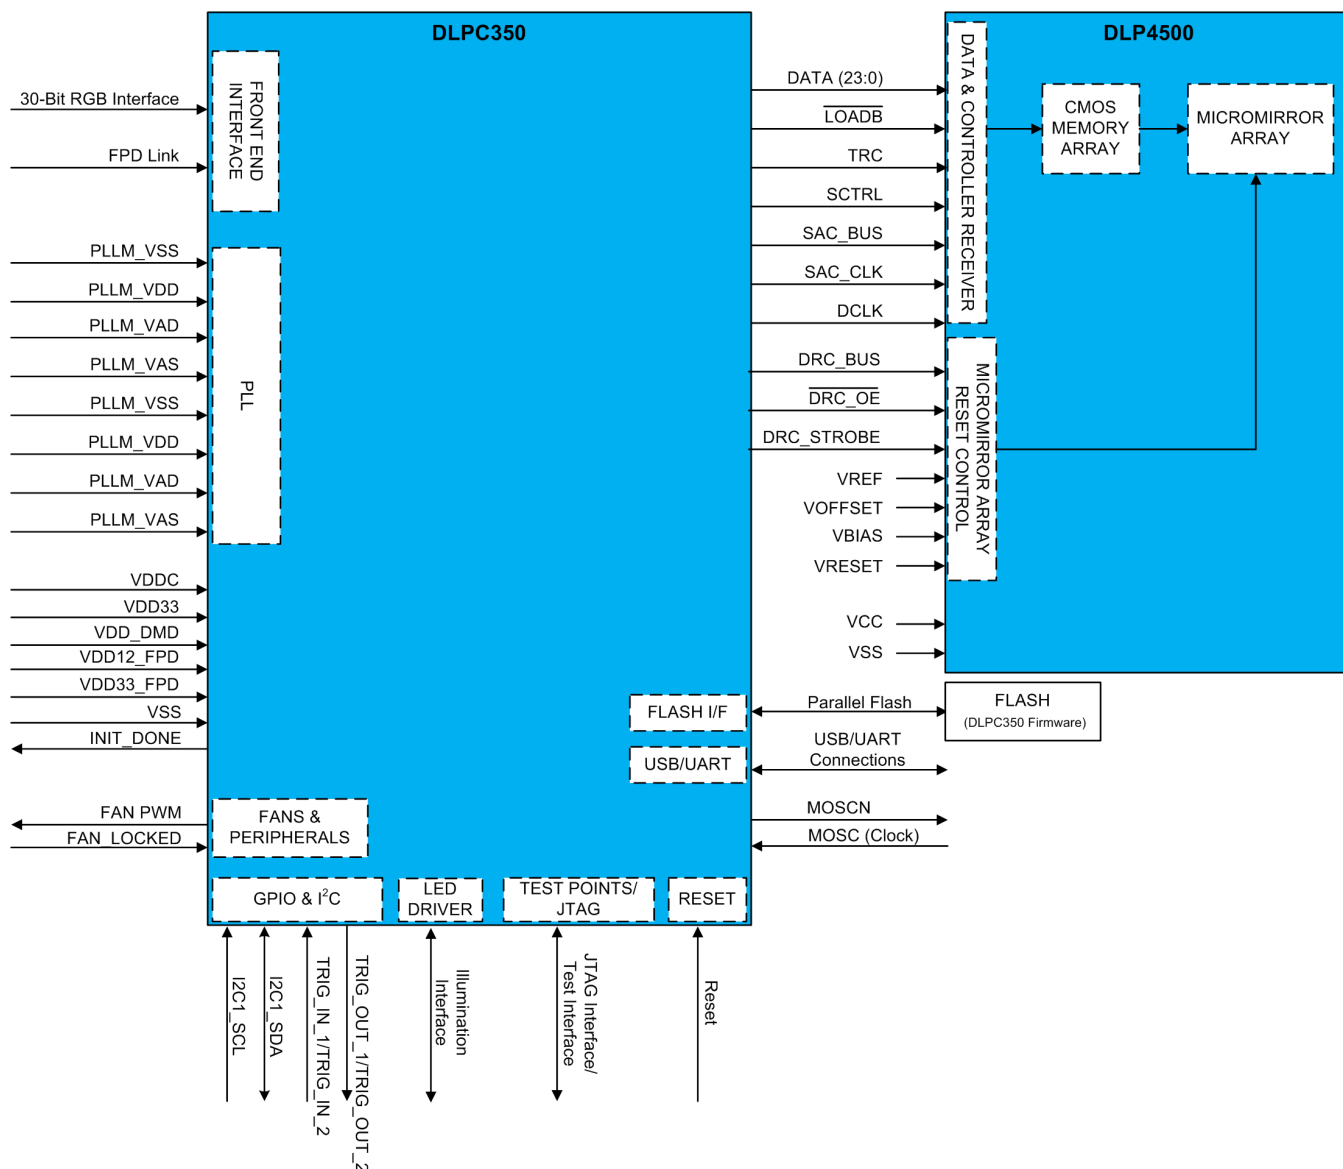 DLPC350
DLP4500
30-Bit RGB Interface
FPD Link
FRONT END
INTERFACE
PLLM_VSS
PLLM_VDD
PLLM_VAD
PLLM_VAS
PLLM_VSS
PLLM_VDD
PLLM_VAD
PLLM_VAS
PLL
VDDC
VDD33
VDD_DMD
VDD12_FPD
VDD33_FPD
VSS
INIT_DONE
FAN PWM
FAN_LOCKED
FANS &
PERIPHERALS
GPIO & I²C
LED
DRIVER
TEST POINTS/
JTAG
RESET
FLASH I/F
USB/UART
I2C1_SCL
I2C1_SDA
TRIG_IN_1/TRIG_IN_2
TRIG_OUT_1/TRIG_OUT_2
Illumination
Interface
JTAG Interface/
Test Interface
Reset
DATA (23:0)
LOADB
TRC
SCTRL
SAC_BUS
SAC_CLK
DCLK
DRC_BUS
DRC_OE
DRC_STROBE
VREF
VOFFSET
VBIAS
VRESET
VCC
VSS
Parallel Flash
USB/UART
Connections
MOSCN
MOSC (Clock)
DATA & CONTROLLER RECEIVER
CMOS
MEMORY
ARRAY
MICROMIRROR
ARRAY
MICROMIRROR ARRAY
RESET CONTROL
FLASH
(DLPC350 Firmware)